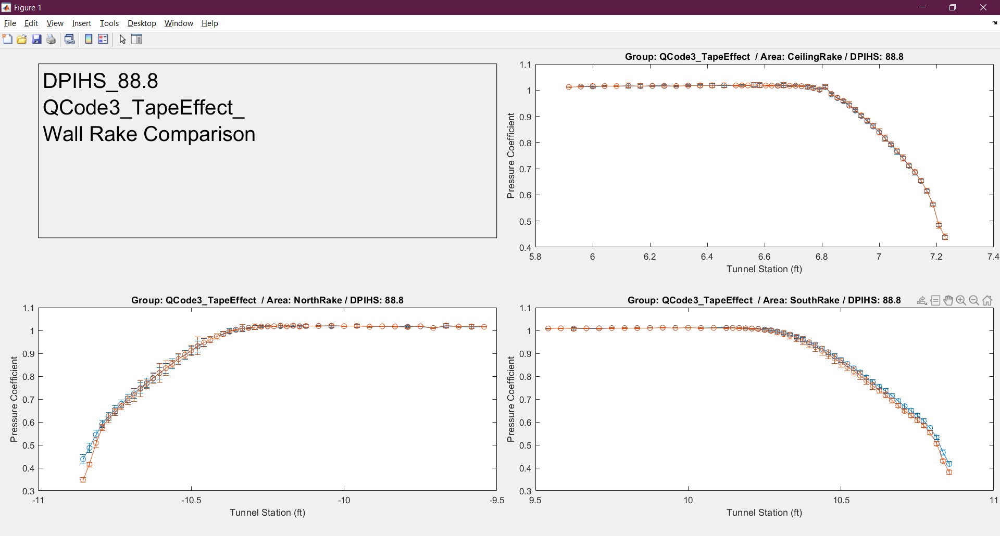 Figure 1
File Edit View Insert Tools Desktop Window Help
DPIHS_88.8
QCode3_TapeEffect_
Wall Rake Comparison
Group: QCode3_TapeEffect / Area: CeilingRake / DPIHS: 88.8
Pressure Coefficient
1.1
1
0.9
0.8
0.7
0.6
0.5
0.4
5.8 6 6.2 6.4 6.6 6.8 7 7.2 7.4
Tunnel Station (ft)
Group: QCode3_TapeEffect / Area: NorthRake / DPIHS: 88.8
Pressure Coefficient
1.1
1
0.9
0.8
0.7
0.6
0.5
0.4
0.3
-11 -10.5 -10 -9.5
Tunnel Station (ft)
Group: QCode3_TapeEffect / Area: SouthRake / DPIHS: 88.8
Pressure Coefficient
1.1
1
0.9
0.8
0.7
0.6
0.5
0.4
0.3
9.5 10 10.5 11
Tunnel Station (ft)